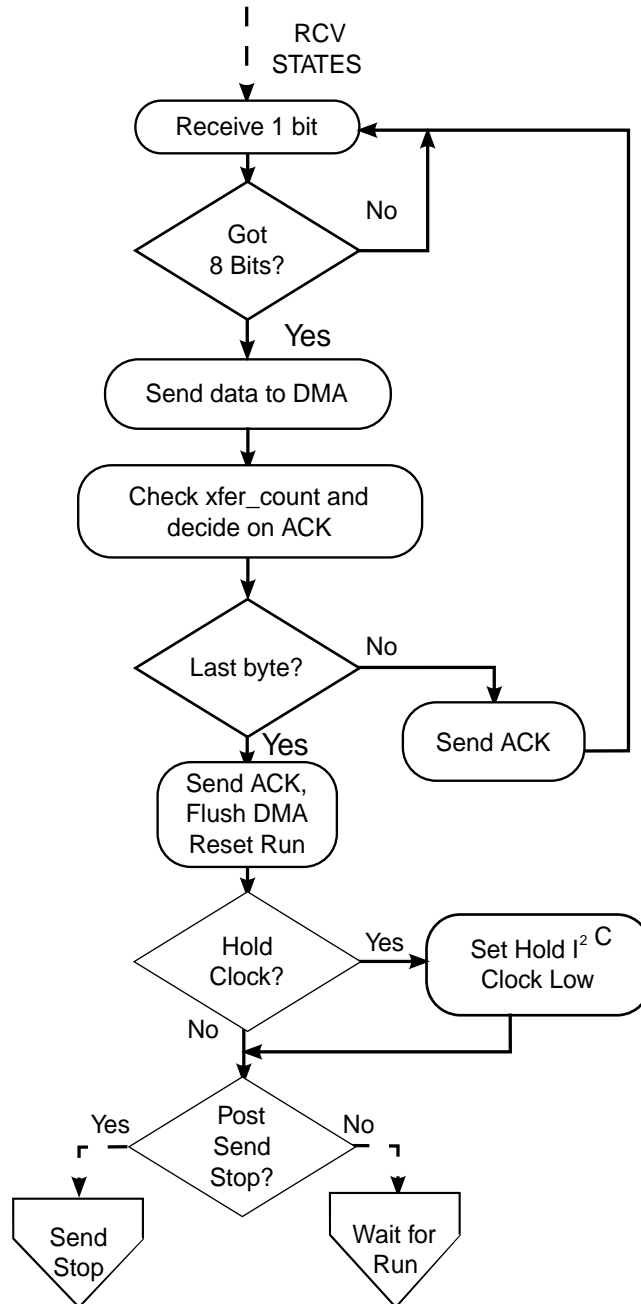 RCV
STATES
Receive 1 bit
No
Got
8 Bits?
Yes
Send data to DMA
Check xfer_count and
decide on ACK
No
Last byte?
Send ACK
Yes
Send ACK,
Flush DMA
Reset Run
Hold
Clock?
Yes
Set Hold I² C
Clock Low
No
Post
Send
Stop?
Yes
No
Send
Stop
Wait for
Run